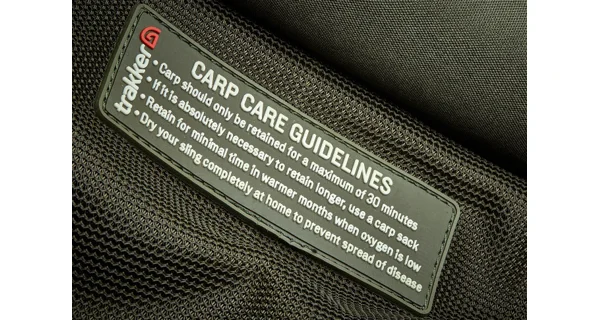 trakker
CARP CARE GUIDELINES
• Carp should only be retained for a maximum of 30 minutes
• If it is absolutely necessary to retain longer, use a carp sack
• Retain for minimal time in warmer months when oxygen is low
• Dry your sling completely at home to prevent spread of disease